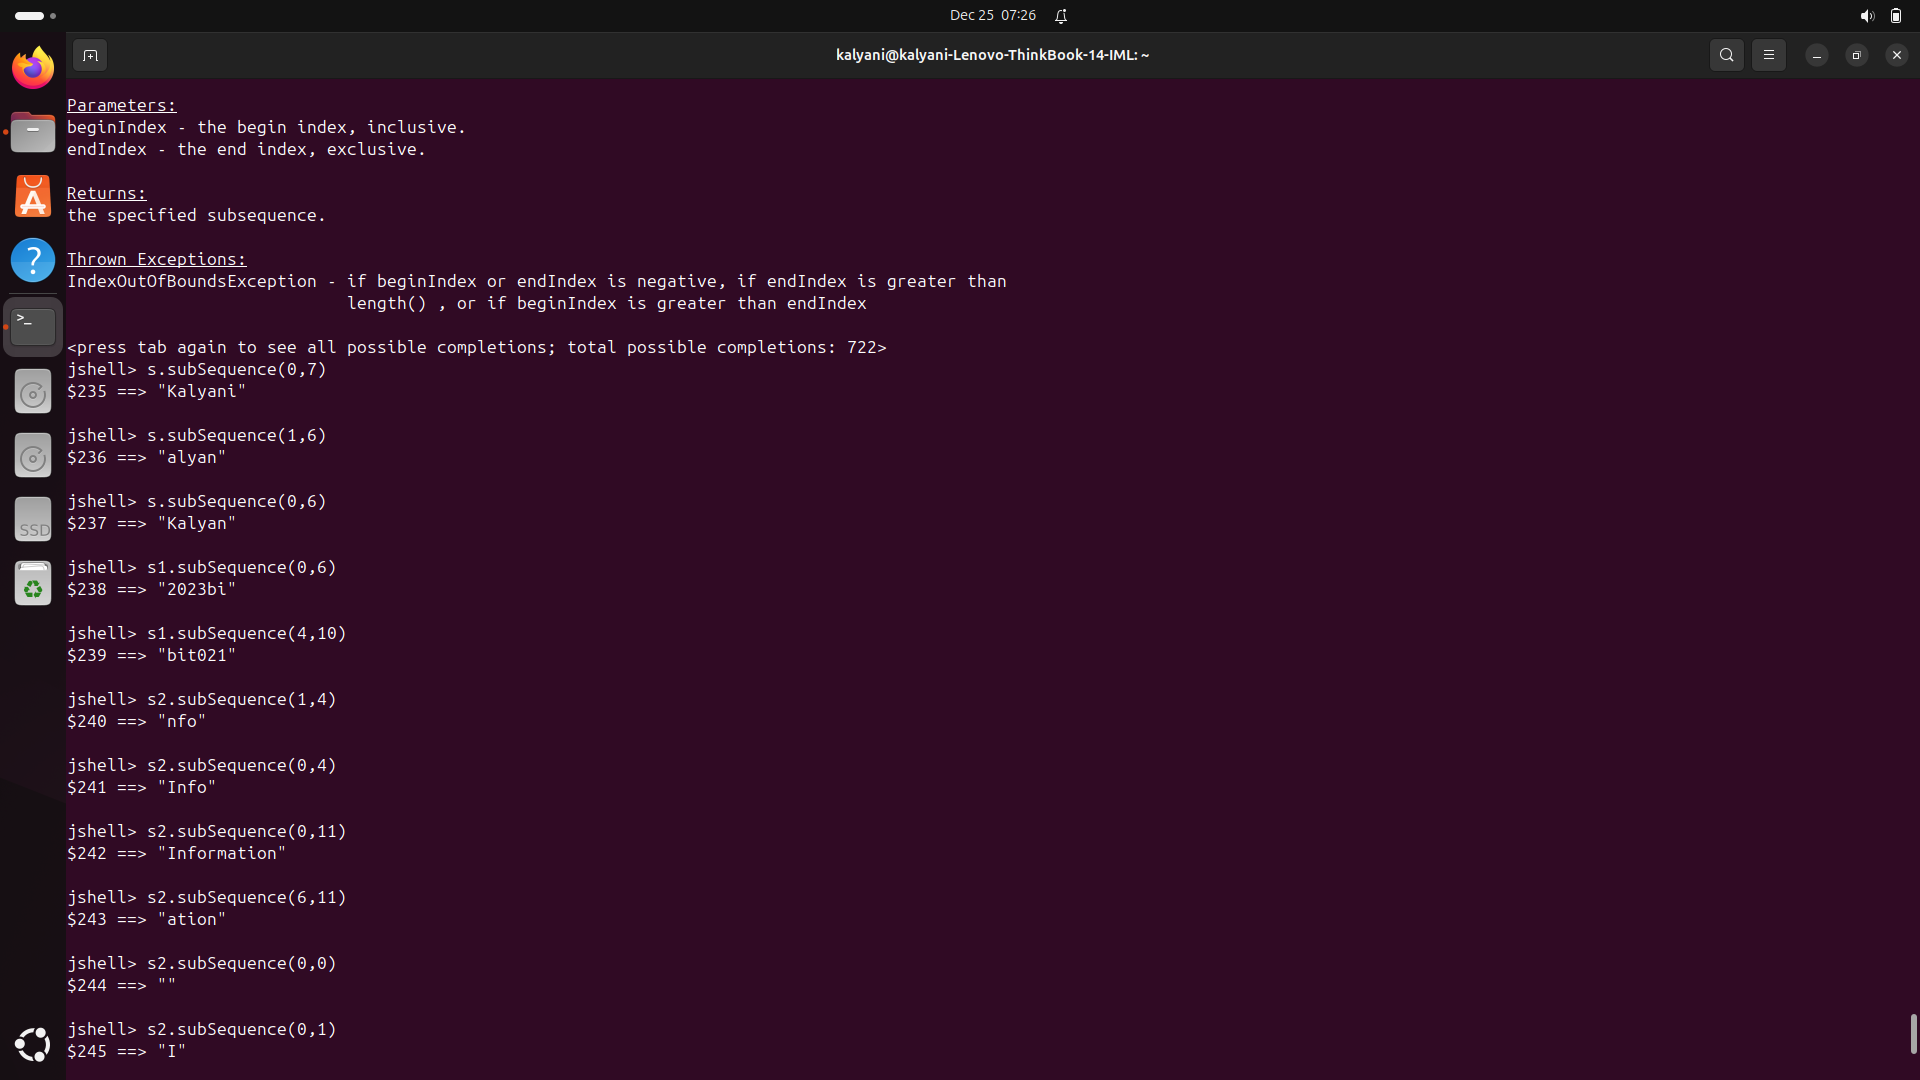 Dec 25 07:26
kalyani@kalyani-Lenovo-ThinkBook-14-IML: ~
Parameters:
beginIndex - the begin index, inclusive.
endIndex - the end index, exclusive.
Returns:
the specified subsequence.
Thrown Exceptions:
IndexOutOfBoundsException - if beginIndex or endIndex is negative, if endIndex is greater than
length() , or if beginIndex is greater than endIndex
<press tab again to see all possible completions; total possible completions: 722>
jshell> s.subSequence(0,7)
$235 ==> "Kalyani"
jshell> s.subSequence(1,6)
$236 ==> "alyan"
jshell> s.subSequence(0,6)
$237 ==> "Kalyan"
jshell> s1.subSequence(0,6)
$238 ==> "2023bi"
jshell> s1.subSequence(4,10)
$239 ==> "bit021"
jshell> s2.subSequence(1,4)
$240 ==> "nfo"
jshell> s2.subSequence(0,4)
$241 ==> "Info"
jshell> s2.subSequence(0,11)
$242 ==> "Information"
jshell> s2.subSequence(6,11)
$243 ==> "ation"
jshell> s2.subSequence(0,0)
$244 ==> ""
jshell> s2.subSequence(0,1)
$245 ==> "I"
SSD